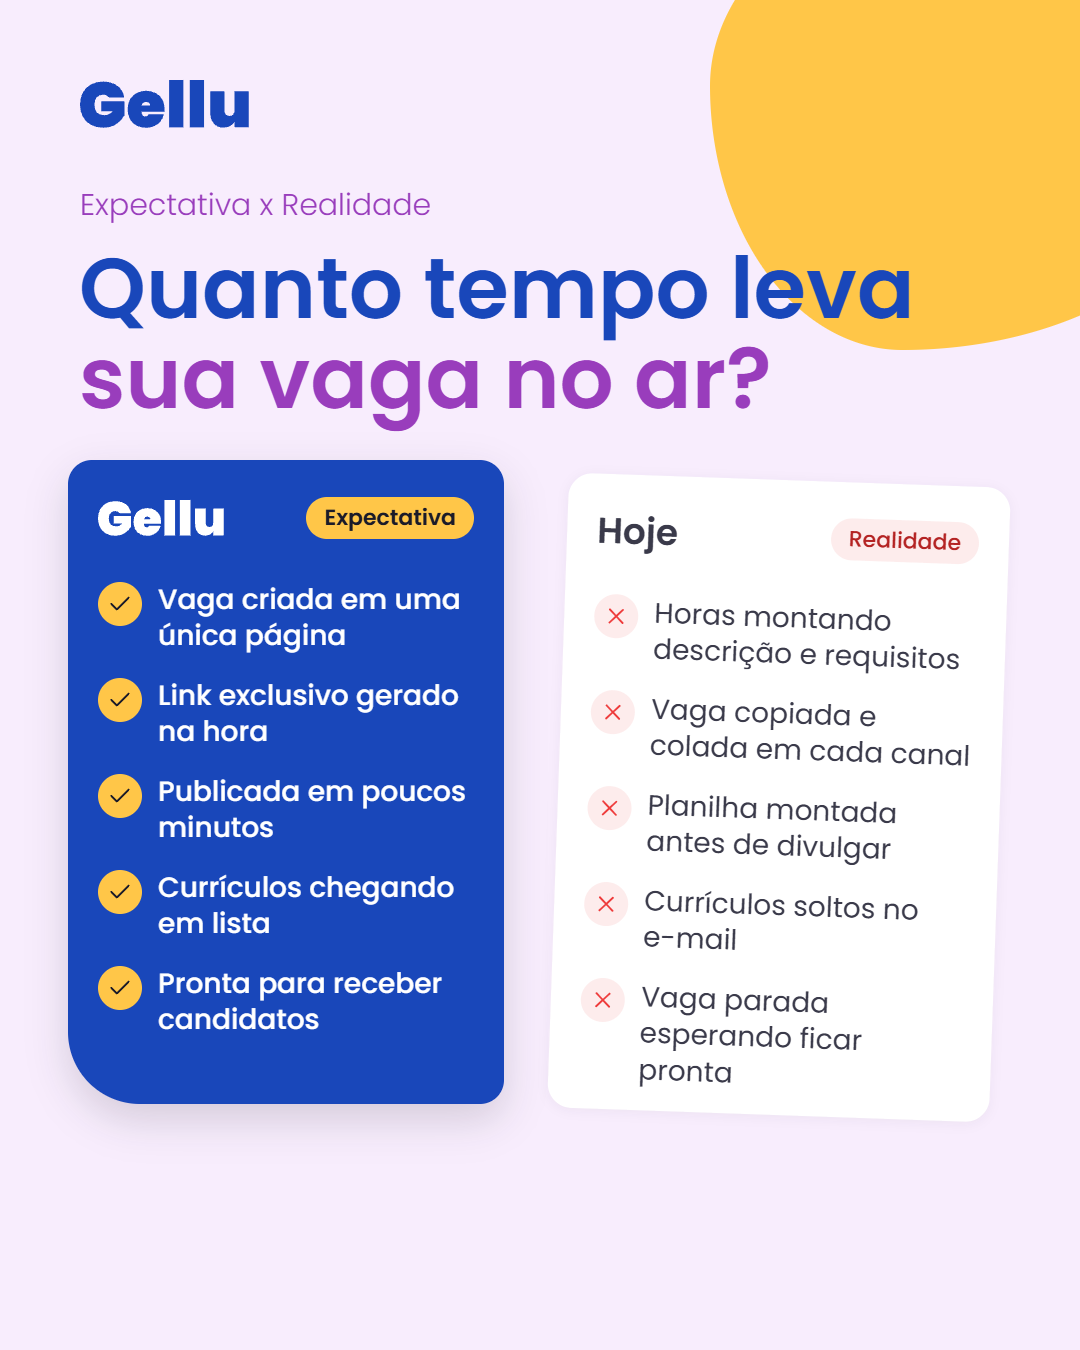 Gellu
Expectativa x Realidade
Quanto tempo leva
sua vaga no ar?
Gellu
Expectativa
Vaga criada em uma
única página
Link exclusivo gerado
na hora
Publicada em poucos
minutos
Currículos chegando
em lista
Pronta para receber
candidatos
Hoje
Realidade
Horas montando
descrição e requisitos
Vaga copiada e
colada em cada canal
Planilha montada
antes de divulgar
Currículos soltos no
e-mail
Vaga parada
esperando ficar
pronta